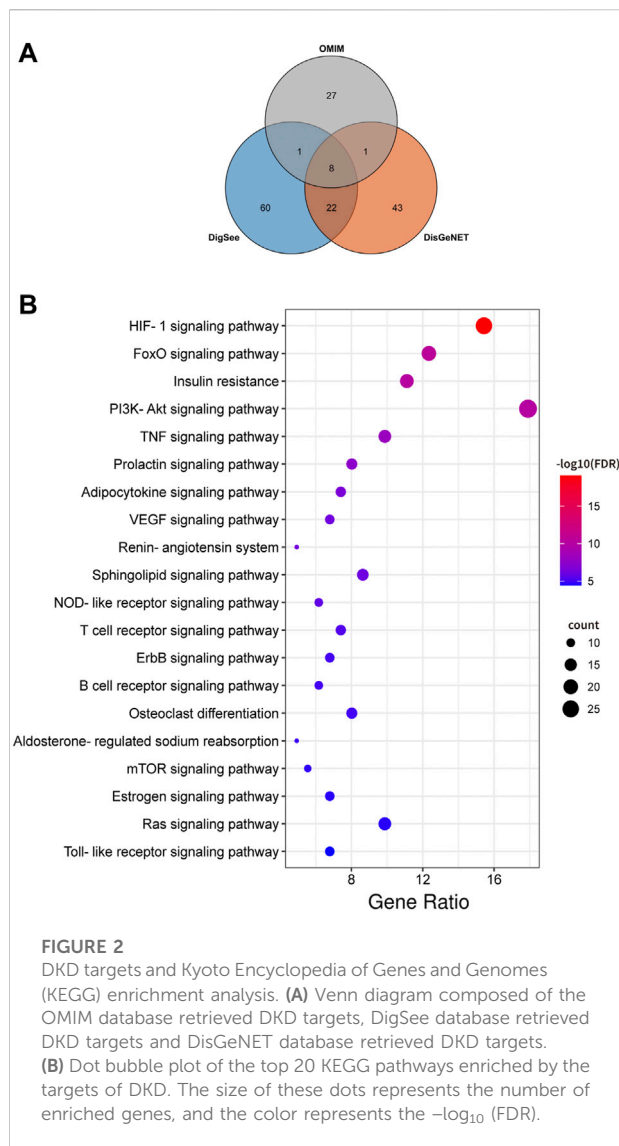 A
OMIM
27
1
1
8
60
22
43
DigSee
DisGeNET
B
HIF- 1 signaling pathway
FoxO signaling pathway
Insulin resistance
PI3K- Akt signaling pathway
TNF signaling pathway
Prolactin signaling pathway
Adipocytokine signaling pathway
VEGF signaling pathway
Renin- angiotensin system
Sphingolipid signaling pathway
NOD- like receptor signaling pathway
T cell receptor signaling pathway
ErbB signaling pathway
B cell receptor signaling pathway
Osteoclast differentiation
Aldosterone- regulated sodium reabsorption
mTOR signaling pathway
Estrogen signaling pathway
Ras signaling pathway
Toll- like receptor signaling pathway
8 12 16
Gene Ratio
-log10(FDR)
15
10
5
count
10
15
20
25
FIGURE 2
DKD targets and Kyoto Encyclopedia of Genes and Genomes
(KEGG) enrichment analysis. (A) Venn diagram composed of the
OMIM database retrieved DKD targets, DigSee database retrieved
DKD targets and DisGeNET database retrieved DKD targets.
(B) Dot bubble plot of the top 20 KEGG pathways enriched by the
targets of DKD. The size of these dots represents the number of
enriched genes, and the color represents the –log₁₀ (FDR).